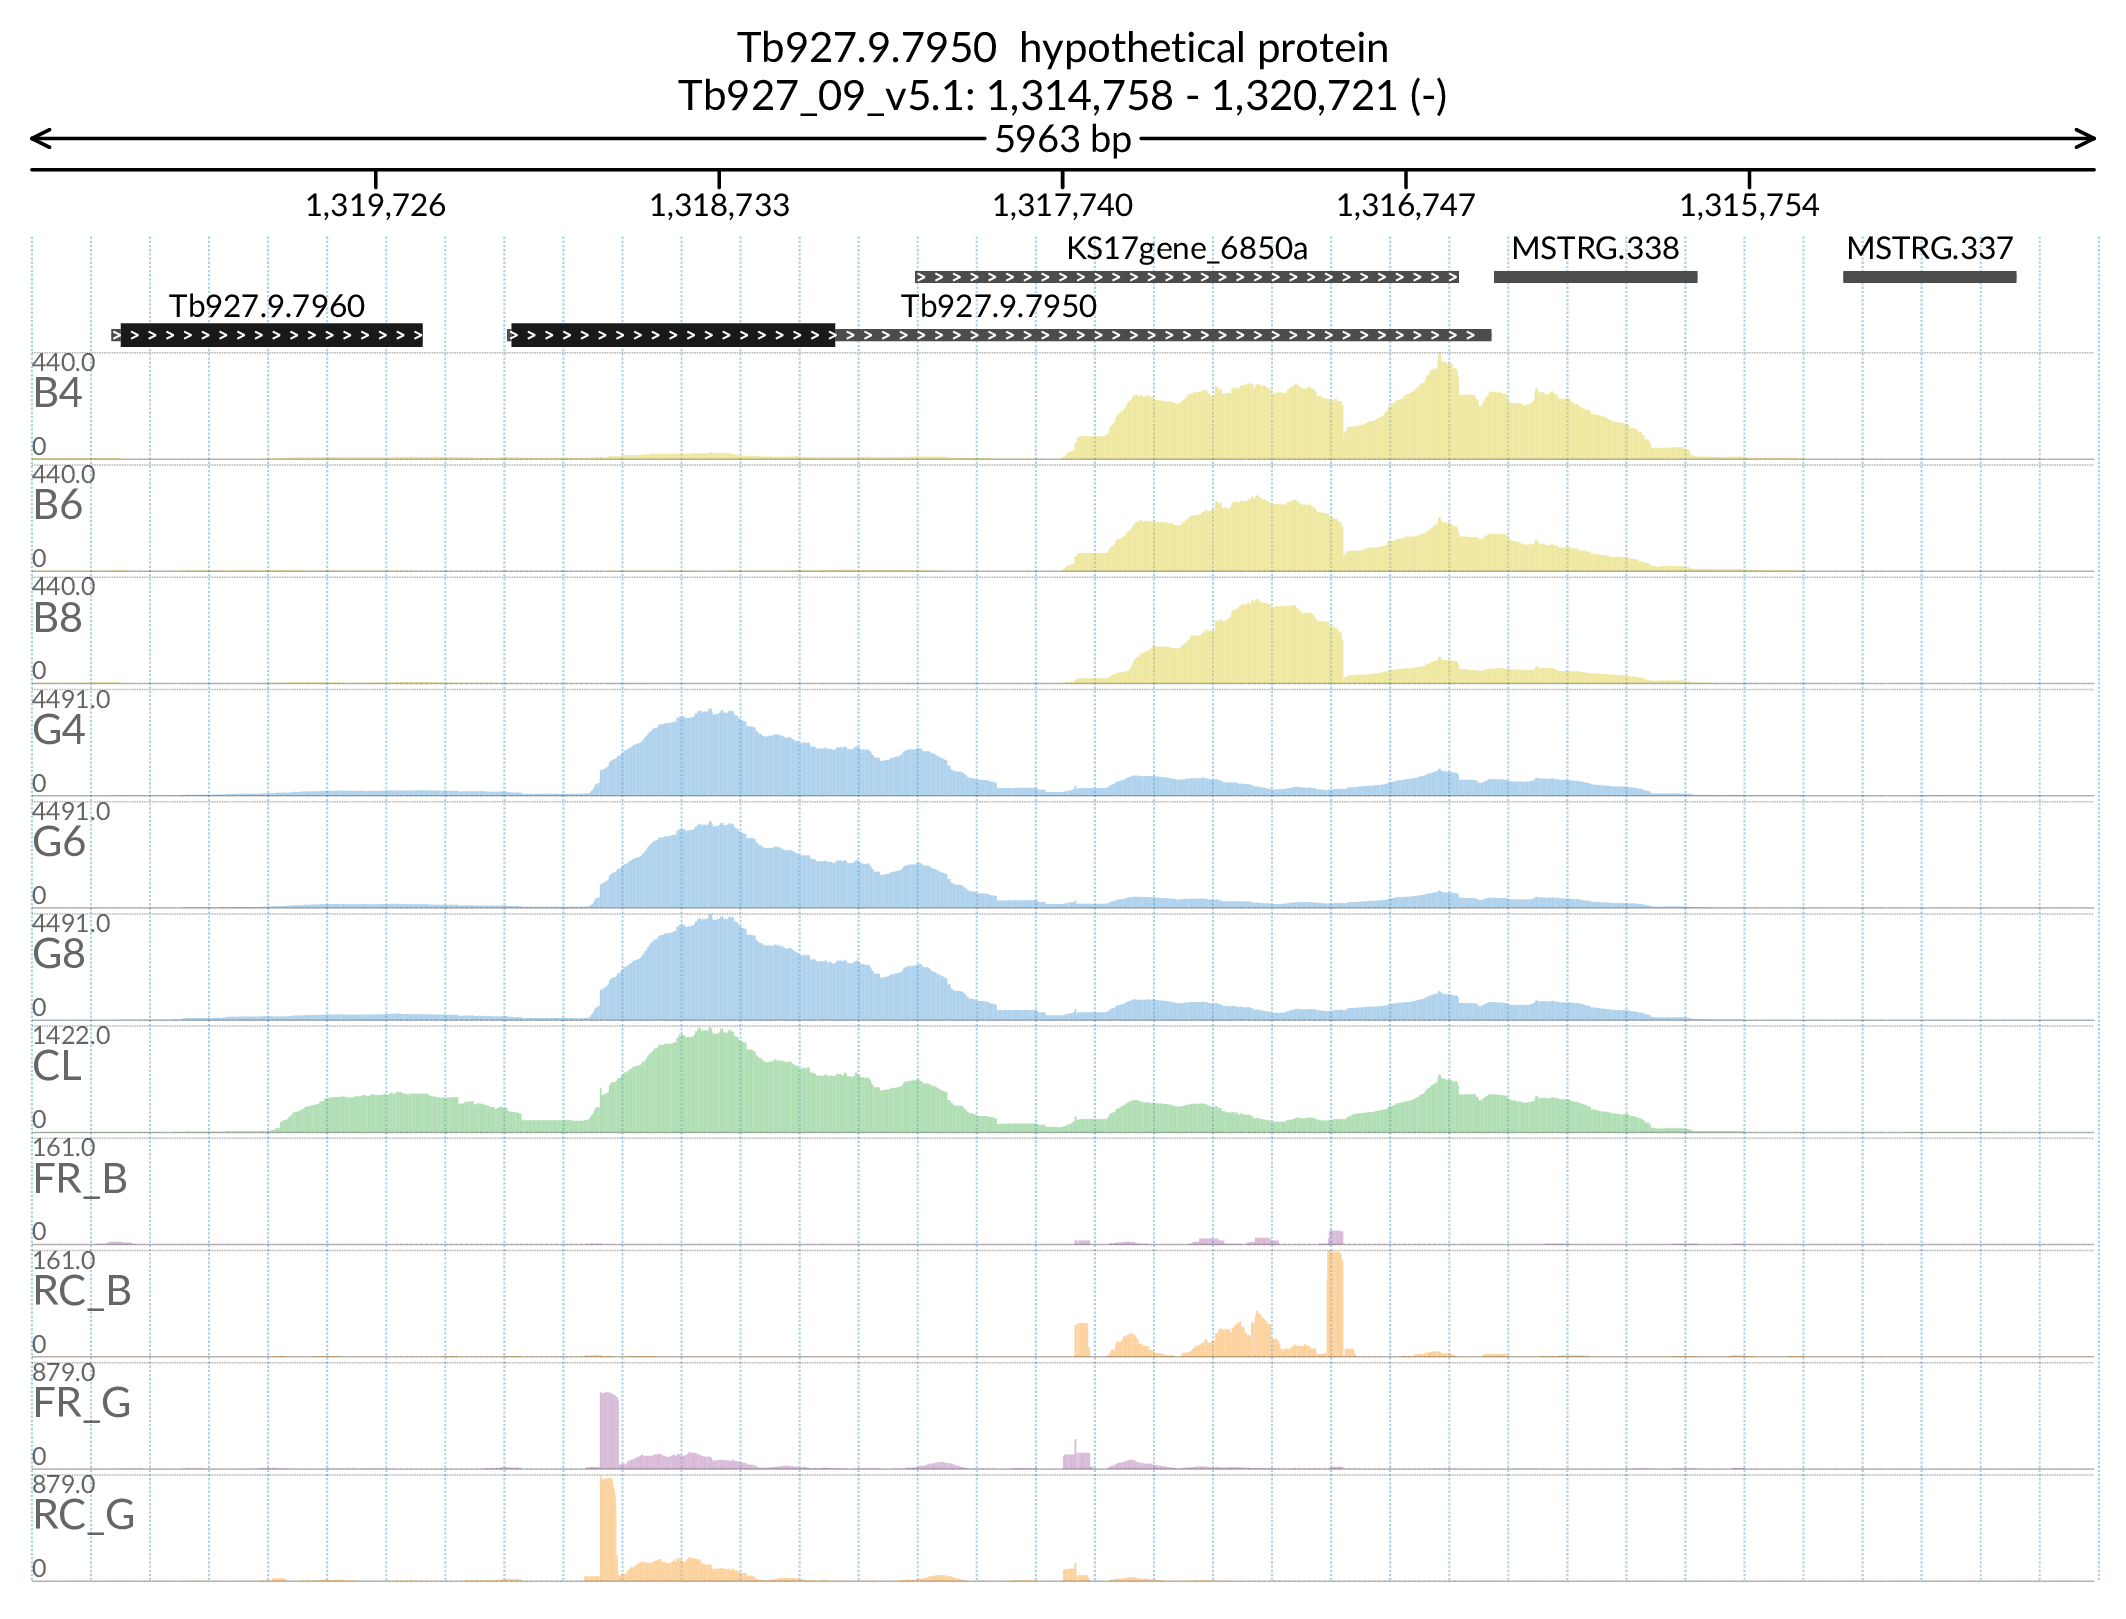 Tb927.9.7950 hypothetical protein
Tb927_09_v5.1: 1,314,758 - 1,320,721 (-)
5963 bp
1,319,726 1,318,733 1,317,740 1,316,747 1,315,754
KS17gene_6850a MSTRG.338 MSTRG.337
Tb927.9.7960 Tb927.9.7950
440.0
B4
0
440.0
B6
0
440.0
B8
0
4491.0
G4
0
4491.0
G6
0
4491.0
G8
0
1422.0
CL
0
161.0
FR_B
0
161.0
RC_B
0
879.0
FR_G
0
879.0
RC_G
0